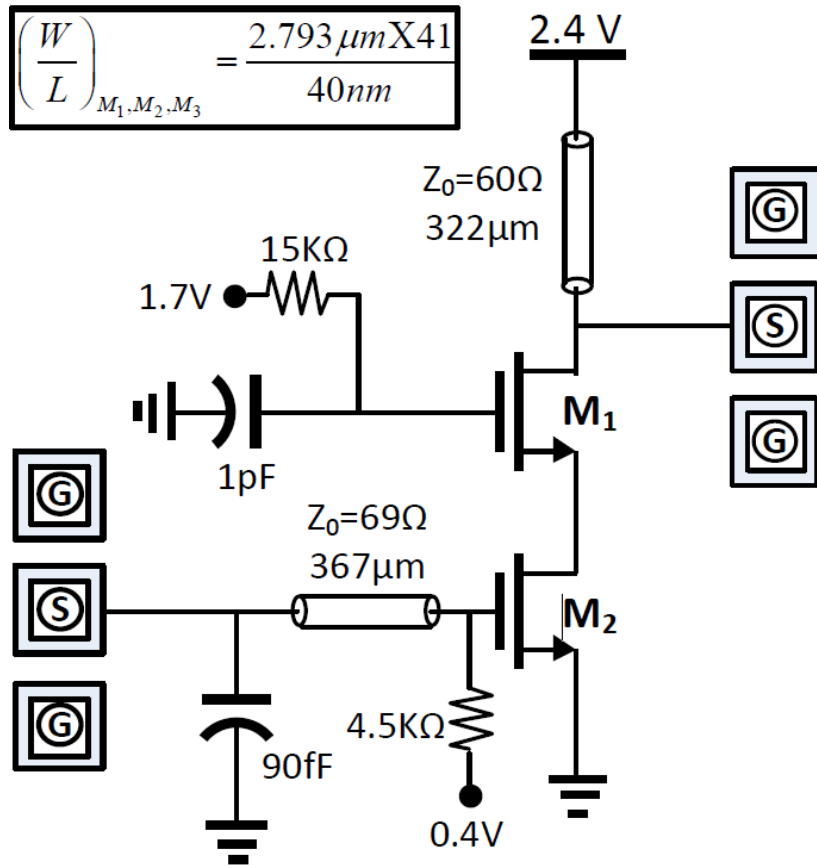 (W/L)M1,M2,M3 = 2.793 μmX41/40nm
2.4 V
Z0=60Ω
322μm
G
15KΩ
1.7V
S
M1
G
1pF
G
Z0=69Ω
367μm
S
M2
G
4.5KΩ
90fF
0.4V